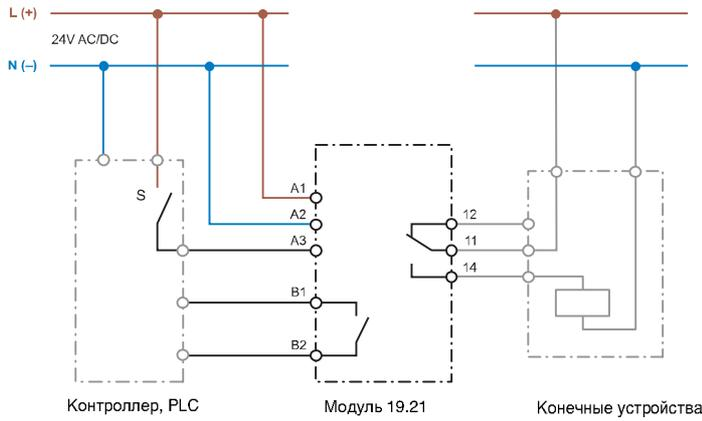 L (+)
24V AC/DC
N (–)
S
A1
A2
A3
B1
B2
12
11
14
Контроллер, PLC
Модуль 19.21
Конечные устройства